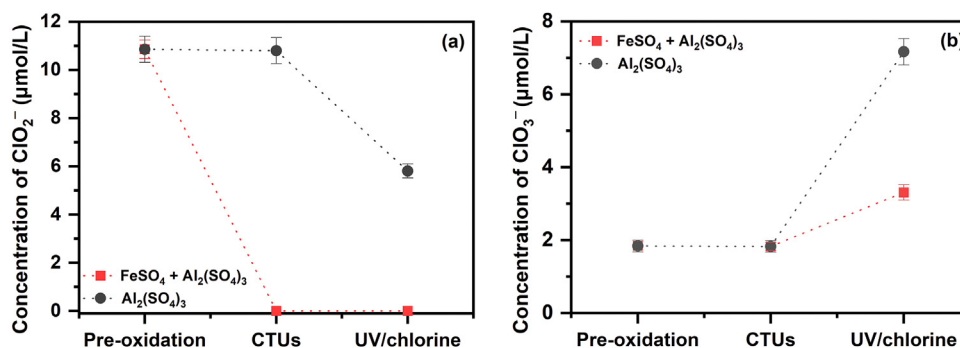 Concentration of ClO₂⁻ (μmol/L)
12
10
8
6
4
2
0
(a)
FeSO₄ + Al₂(SO₄)₃
Al₂(SO₄)₃
Pre-oxidation CTUs UV/chlorine
Concentration of ClO₃⁻ (μmol/L)
8
6
4
2
0
(b)
FeSO₄ + Al₂(SO₄)₃
Al₂(SO₄)₃
Pre-oxidation CTUs UV/chlorine